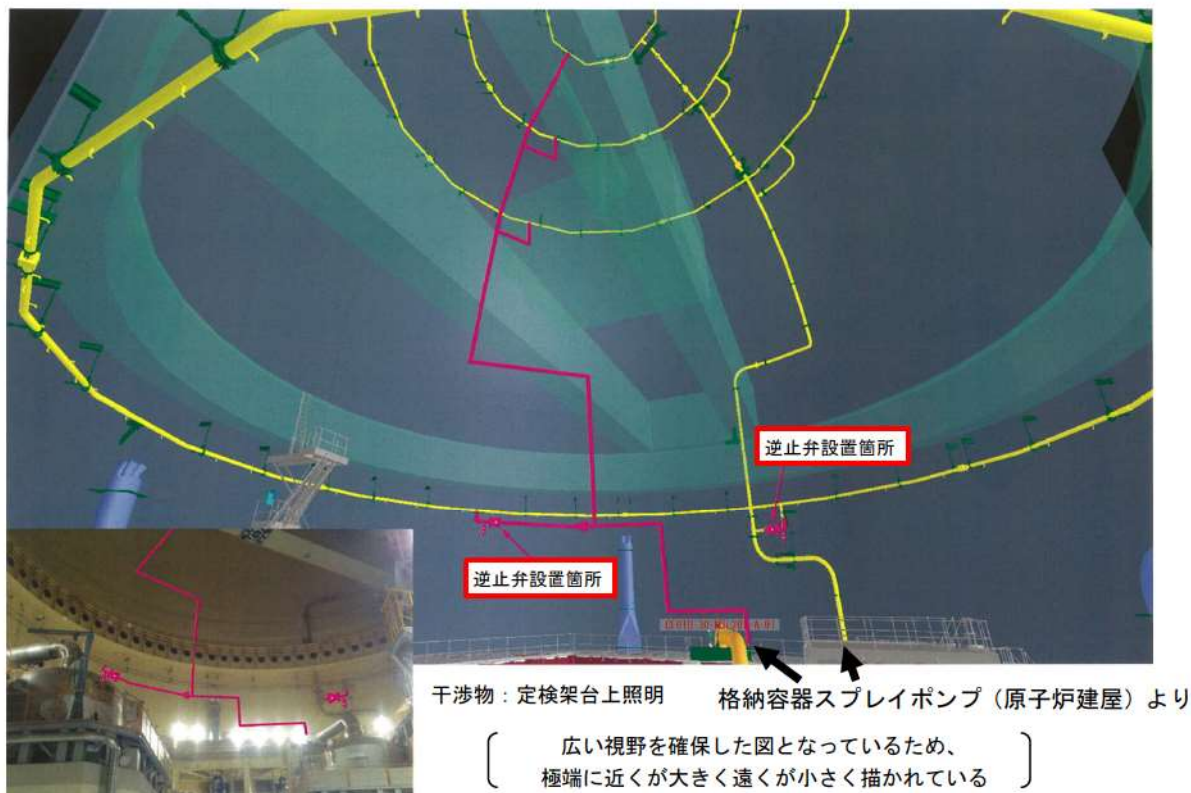 逆止弁設置箇所
逆止弁設置箇所
干渉物：定検架台上照明
格納容器スプレイポンプ（原子炉建屋）より
広い視野を確保した図となっているため、
極端に近くが大きく遠くが小さく描かれている